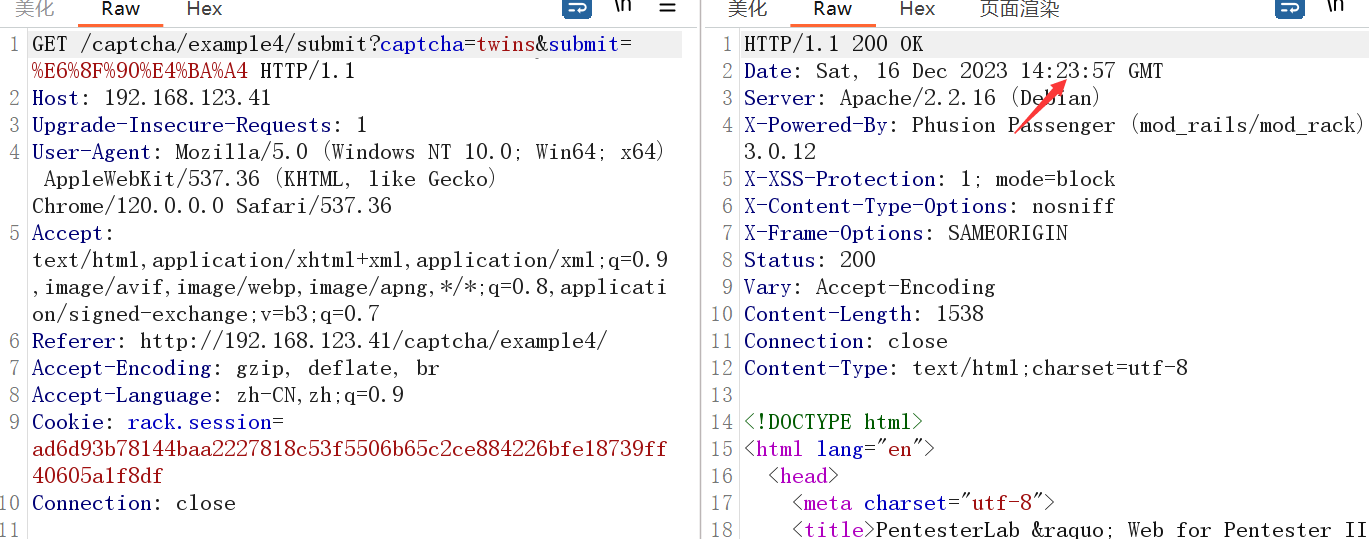 美化 Raw Hex \n
1 GET /captcha/example4/submit?captcha=twins&submit=
%E6%8F%90%E4%BA%A4 HTTP/1.1
2 Host: 192.168.123.41
3 Upgrade-Insecure-Requests: 1
4 User-Agent: Mozilla/5.0 (Windows NT 10.0; Win64; x64)
AppleWebKit/537.36 (KHTML, like Gecko)
Chrome/120.0.0.0 Safari/537.36
5 Accept:
text/html,application/xhtml+xml,application/xml;q=0.9
,image/avif,image/webp,image/apng,*/*;q=0.8,applicati
on/signed-exchange;v=b3;q=0.7
6 Referer: http://192.168.123.41/captcha/example4/
7 Accept-Encoding: gzip, deflate, br
8 Accept-Language: zh-CN,zh;q=0.9
9 Cookie: rack.session=
ad6d93b78144baa2227818c53f5506b65c2ce884226bfe18739ff
40605a1f8df
10 Connection: close
11
美化 Raw Hex 页面渲染 \n
1 HTTP/1.1 200 OK
2 Date: Sat, 16 Dec 2023 14:23:57 GMT
3 Server: Apache/2.2.16 (Debian)
4 X-Powered-By: Phusion Passenger (mod_rails/mod_rack)
3.0.12
5 X-XSS-Protection: 1; mode=block
6 X-Content-Type-Options: nosniff
7 X-Frame-Options: SAMEORIGIN
8 Status: 200
9 Vary: Accept-Encoding
10 Content-Length: 1538
11 Connection: close
12 Content-Type: text/html;charset=utf-8
13
14 <!DOCTYPE html>
15 <html lang="en">
16 <head>
17 <meta charset="utf-8">
18 <title>PentesterLab &raquo; Web for Pentester II